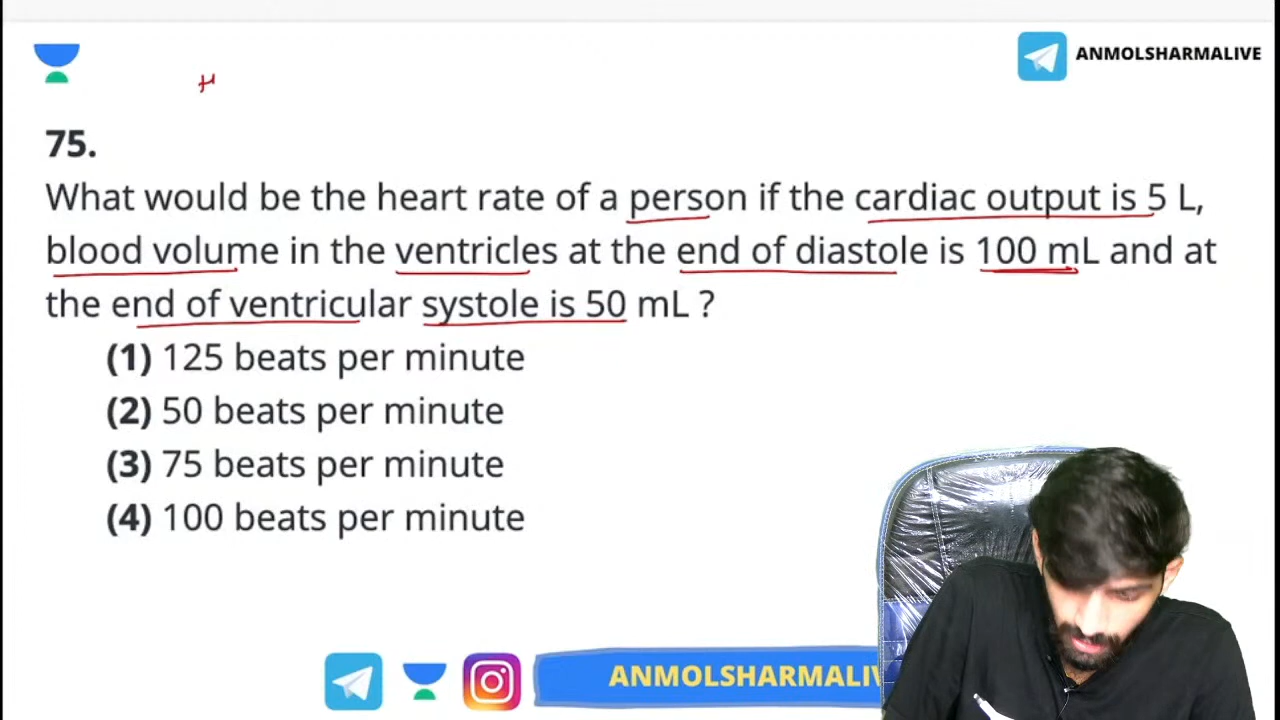 ANMOLSHARMALIVE
H
75.
What would be the heart rate of a person if the cardiac output is 5 L,
blood volume in the ventricles at the end of diastole is 100 mL and at
the end of ventricular systole is 50 mL ?
(1) 125 beats per minute
(2) 50 beats per minute
(3) 75 beats per minute
(4) 100 beats per minute
ANMOLSHARMALIV